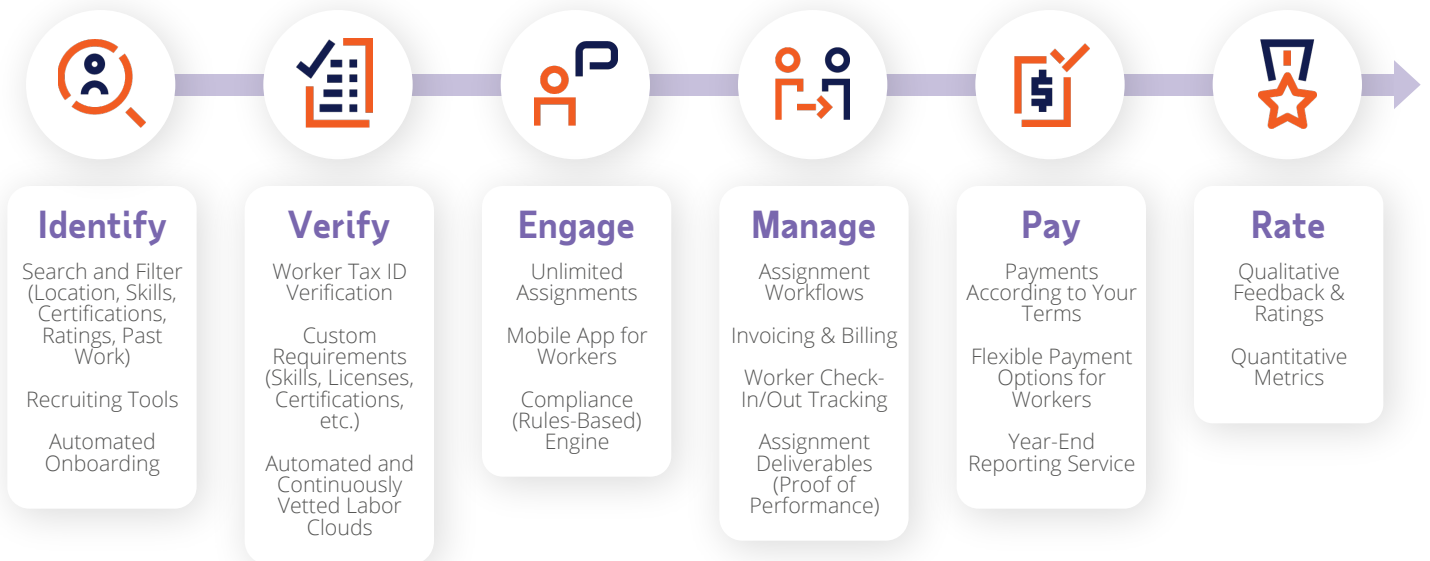 Identify
Search and Filter
(Location, Skills,
Certifications,
Ratings, Past
Work)
Recruiting Tools
Automated
Onboarding
Verify
Worker Tax ID
Verification
Custom
Requirements
(Skills, Licenses,
Certifications,
etc.)
Automated and
Continuously
Vetted Labor
Clouds
Engage
Unlimited
Assignments
Mobile App for
Workers
Compliance
(Rules-Based)
Engine
Manage
Assignment
Workflows
Invoicing & Billing
Worker Check-
In/Out Tracking
Assignment
Deliverables
(Proof of
Performance)
Pay
Payments
According to Your
Terms
Flexible Payment
Options for
Workers
Year-End
Reporting Service
Rate
Qualitative
Feedback &
Ratings
Quantitative
Metrics